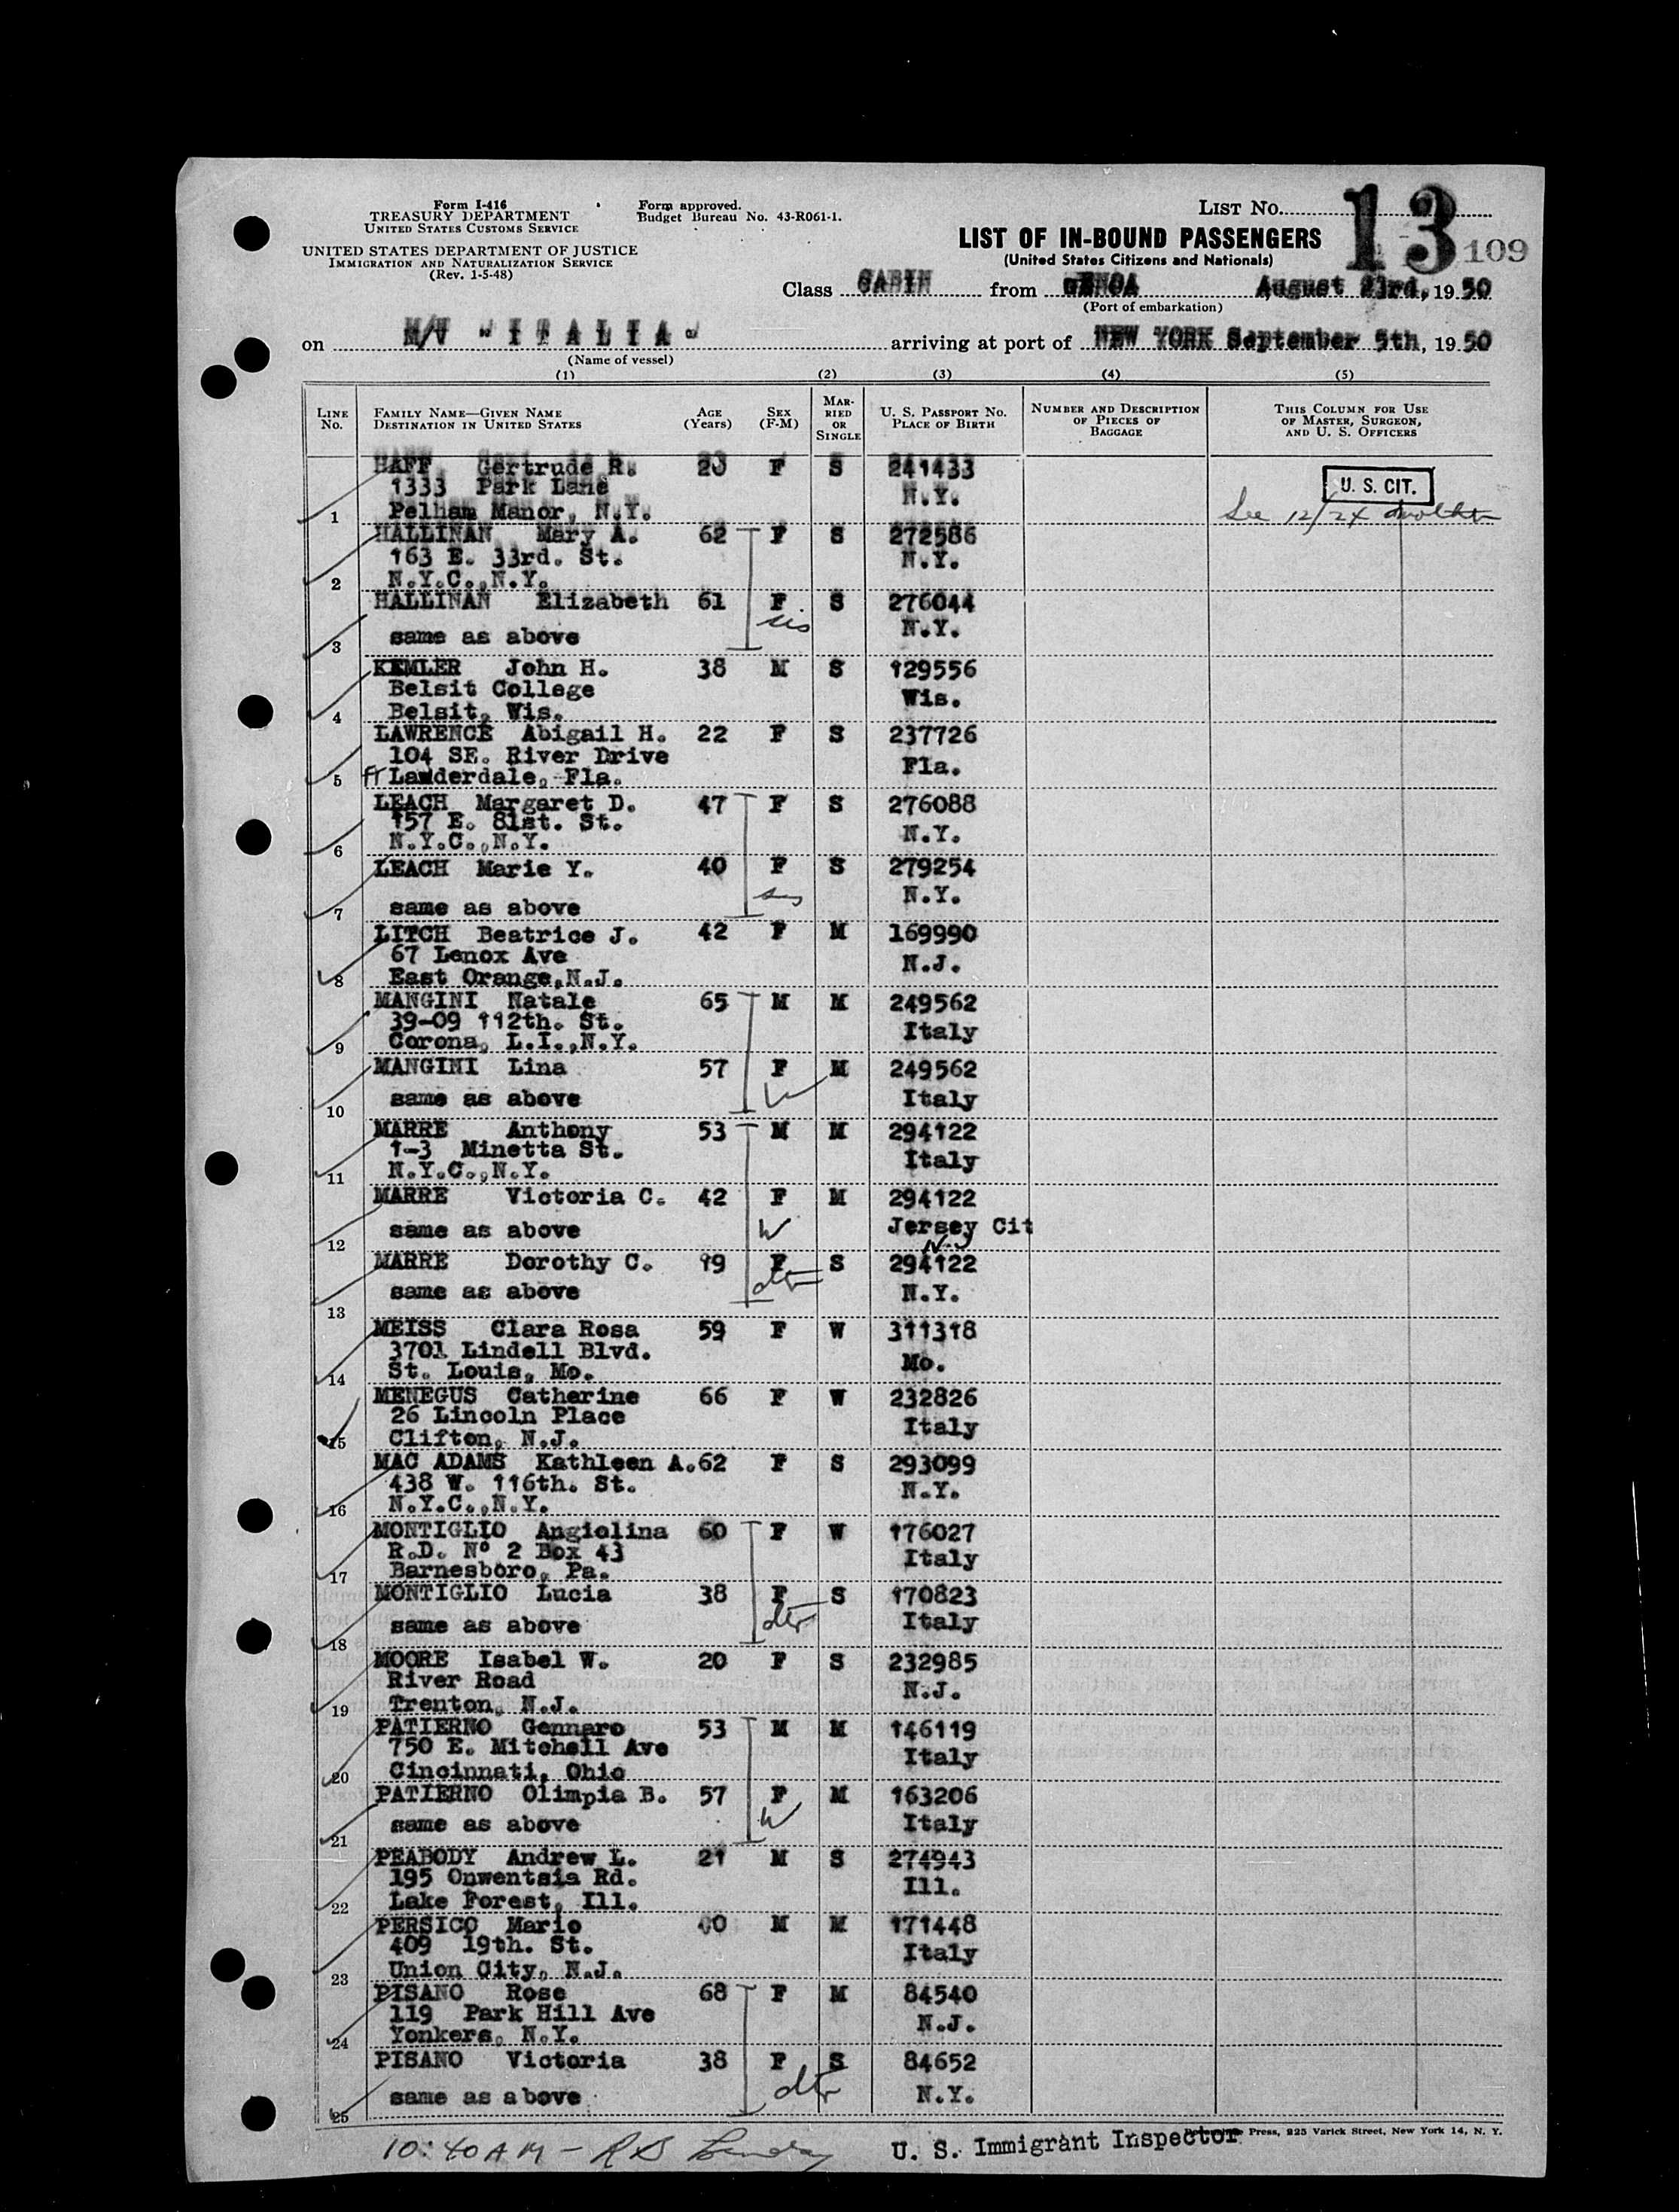 Form I-416
TREASURY DEPARTMENT
UNITED STATES CUSTOMS SERVICE
UNITED STATES DEPARTMENT OF JUSTICE
IMMIGRATION AND NATURALIZATION SERVICE
(Rev. 1-5-48)
Form approved.
Budget Bureau No. 43-R061-1.
LIST No. 13
109
LIST OF IN-BOUND PASSENGERS
(United States Citizens and Nationals)
Class CABIN from GENOA August 23rd, 1950
(Port of embarkation)
on M/V "ITALIA" arriving at port of NEW YORK September 5th, 1950
(Name of vessel)
(1) (2) (3) (4) (5)
LINE No. FAMILY NAME—GIVEN NAME DESTINATION IN UNITED STATES AGE (Years) SEX (F-M) MARRIED OR SINGLE U. S. PASSPORT No. PLACE OF BIRTH NUMBER AND DESCRIPTION OF PIECES OF BAGGAGE THIS COLUMN FOR USE OF MASTER, SURGEON, AND U. S. OFFICERS
HAFF Gertrude R. F S 241433
1333 Park Lane N.Y. U. S. CIT.
1 Pelham Manor, N.Y. See 12/24
HALLINAN Mary A. 62 F S 272586
163 E. 33rd. St. N.Y.
2 N.Y.C., N.Y.
HALLINAN Elizabeth 61 F S 276044
sis N.Y.
3 same as above
KEMLER John H. 38 M S 129556
Belsit College Wis.
4 Belsit, Wis.
LAWRENCE Abigail H. 22 F S 237726
104 SE. River Drive Fla.
5 Ft Lauderdale, Fla.
LEACH Margaret D. 47 F S 276088
157 E. 81st. St. N.Y.
6 N.Y.C., N.Y.
LEACH Marie Y. 40 F S 279254
sis N.Y.
7 same as above
LITCH Beatrice J. 42 F M 169990
67 Lenox Ave N.J.
8 East Orange, N.J.
MANGINI Natale 65 M M 249562
39-09 112th. St. Italy
9 Corona, L.I., N.Y.
MANGINI Lina 57 F M 249562
10 same as above W Italy
MARRE Anthony 53 M M 294122
1-3 Minetta St. Italy
11 N.Y.C., N.Y.
MARRE Victoria C. 42 F M 294122
12 same as above W Jersey Cit
N.J
MARRE Dorothy C. 19 F S 294122
13 same as above dtr N.Y.
MEISS Clara Rosa 59 F W 311318
3701 Lindell Blvd. Mo.
14 St. Louis, Mo.
MENEGUS Catherine 66 F W 232826
26 Lincoln Place Italy
15 Clifton, N.J.
MAC ADAMS Kathleen A. 62 F S 293099
438 W. 116th. St. N.Y.
16 N.Y.C., N.Y.
MONTIGLIO Angiolina 60 F W 176027
R.D. Nº 2 Box 43 Italy
17 Barnesboro, Pa.
MONTIGLIO Lucia 38 F S 170823
18 same as above dtr Italy
MOORE Isabel W. 20 F S 232985
River Road N.J.
19 Trenton, N.J.
PATIERNO Gennaro 53 M M 146119
750 E. Mitchell Ave Italy
20 Cincinnati, Ohio
PATIERNO Olimpia B. 57 F M 163206
21 same as above W Italy
PEABODY Andrew L. 21 M S 274943
195 Onwentsia Rd. Ill.
22 Lake Forest, Ill.
PERSICO Mario M M 171448
409 19th. St. Italy
23 Union City, N.J.
PISANO Rose 68 F M 84540
119 Park Hill Ave N.J.
24 Yonkers, N.Y.
PISANO Victoria 38 F S 84652
25 same as above dtr N.Y.
10:40 AM - R B
U. S. Immigrant Inspector
Press, 225 Varick Street, New York 14, N. Y.